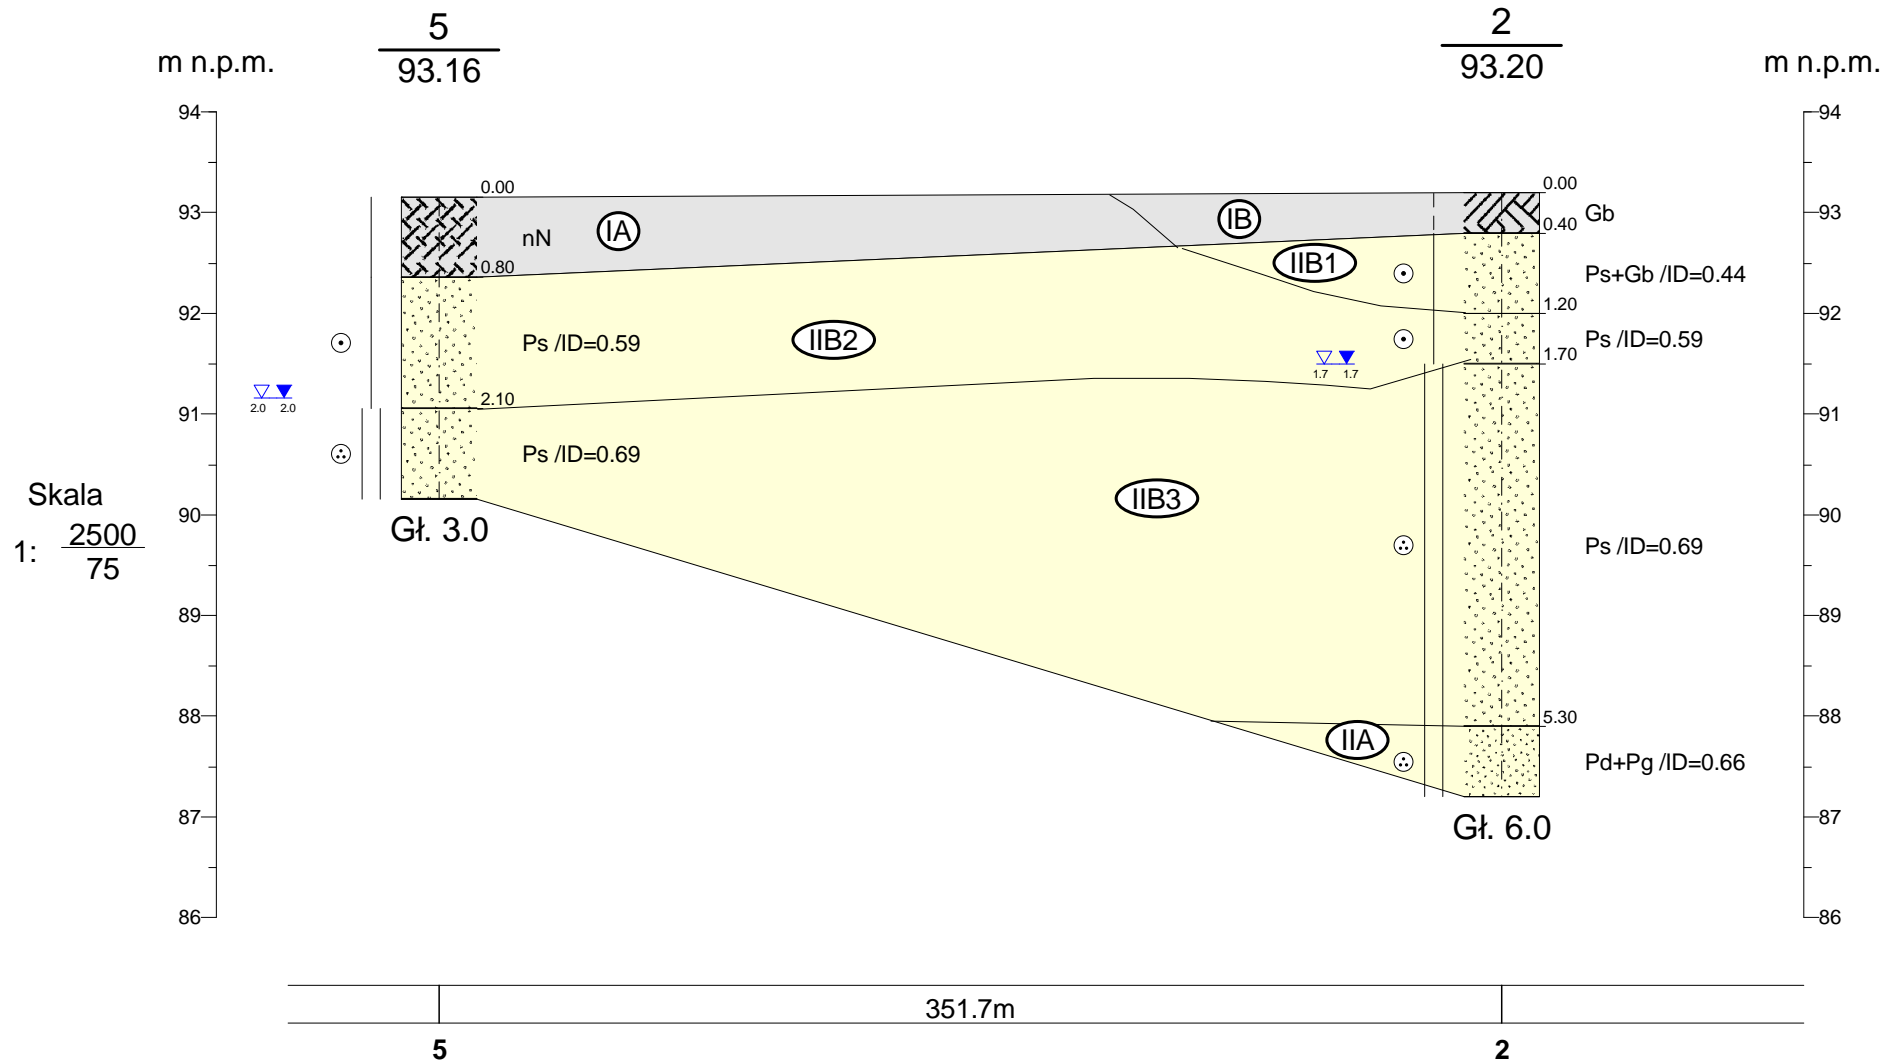 5
2
m n.p.m.
93.16
93.20
m n.p.m.
94
94
0.00
0.00
93
IA
IB
Gb
93
nN
0.40
0.80
IIB1
Ps+Gb /ID=0.44
92
1.20
92
Ps /ID=0.59
IIB2
Ps /ID=0.59
1.7 1.7
1.70
2.0 2.0
2.10
91
91
Ps /ID=0.69
Skala
IIB3
90
Gł. 3.0
90
1: 2500
75
Ps /ID=0.69
89
89
88
5.30
88
IIA
Pd+Pg /ID=0.66
87
Gł. 6.0
87
86
86
351.7m
5
2